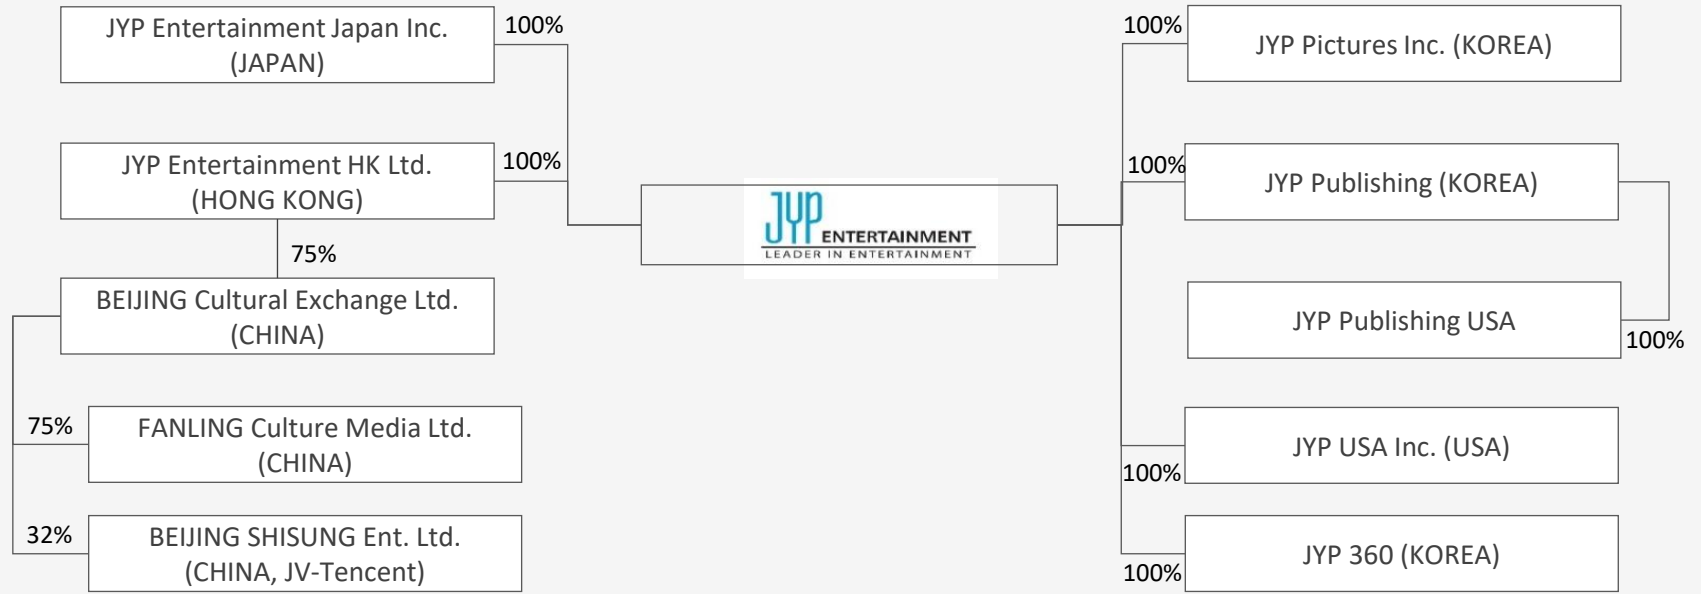 JYP Entertainment Japan Inc.
(JAPAN)
100%
JYP Entertainment HK Ltd.
(HONG KONG)
100%
75%
BEIJING Cultural Exchange Ltd.
(CHINA)
75%
FANLING Culture Media Ltd.
(CHINA)
32%
BEIJING SHISUNG Ent. Ltd.
(CHINA, JV-Tencent)
JYP ENTERTAINMENT
LEADER IN ENTERTAINMENT
100%
JYP Pictures Inc. (KOREA)
100%
JYP Publishing (KOREA)
JYP Publishing USA
100%
JYP USA Inc. (USA)
100%
JYP 360 (KOREA)
100%